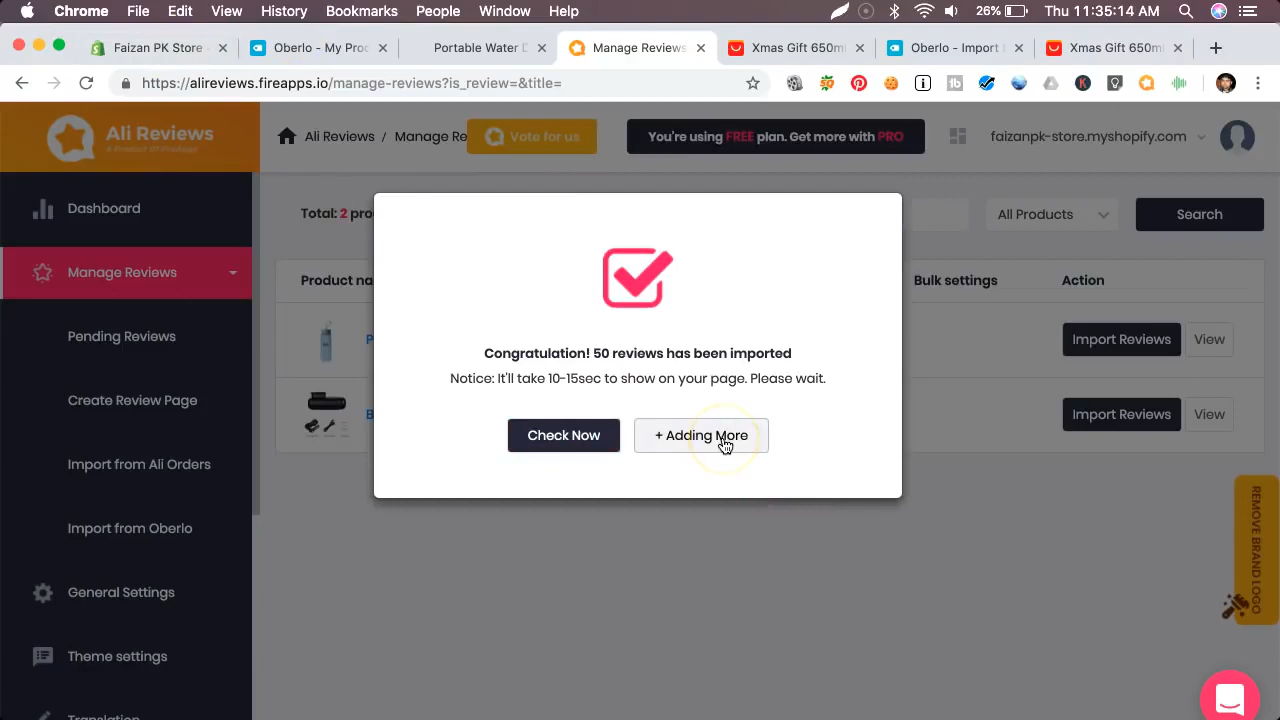 Chrome File Edit View History Bookmarks People Window Help 26% Thu 11:35:14 AM
Faizan PK Store
Oberlo - My Pro
Portable Water D
Manage Reviews
Xmas Gift 650m
Oberlo - Import
Xmas Gift 650m
https://alireviews.fireapps.io/manage-reviews?is_review=&title=
Ali Reviews
Ali Reviews / Manage Re
Vote for us
You're using FREE plan. Get more with PRO
faizanpk-store.myshopify.com
Dashboard
Manage Reviews
Pending Reviews
Create Review Page
Import from Ali Orders
Import from Oberlo
General Settings
Theme settings
Translation
Total: 2 pro
All Products
Search
Product na
Bulk settings
Action
P
Import Reviews
View
B
Import Reviews
View
Congratulation! 50 reviews has been imported
Notice: It'll take 10-15sec to show on your page. Please wait.
Check Now
+ Adding More
REMOVE BRAND LOGO